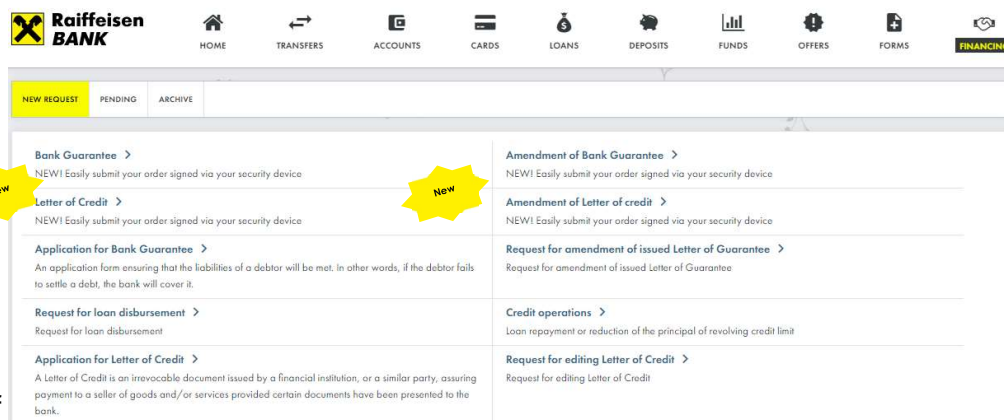 Raiffeisen
BANK
HOME
TRANSFERS
ACCOUNTS
CARDS
LOANS
DEPOSITS
FUNDS
OFFERS
FORMS
NEW REQUEST
PENDING
ARCHIVE
Bank Guarantee >
NEW! Easily submit your order signed via your security device
Letter of Credit >
NEW! Easily submit your order signed via your security device
Application for Bank Guarantee >
An application form ensuring that the liabilities of a debtor will be met. In other words, if the debtor fails
to settle a debt, the bank will cover it.
Request for loan disbursement >
Request for loan disbursement
Application for Letter of Credit >
A Letter of Credit is an irrevocable document issued by a financial institution, or a similar party, assuring
payment to a seller of goods and/or services provided certain documents have been presented to the
bank.
New
Amendment of Bank Guarantee >
NEW! Easily submit your order signed via your security device
Amendment of Letter of credit >
NEW! Easily submit your order signed via your security device
Request for amendment of issued Letter of Guarantee >
Request for amendment of issued Letter of Guarantee
Credit operations >
Loan repayment or reduction of the principal of revolving credit limit
Request for editing Letter of Credit >
Request for editing Letter of Credit